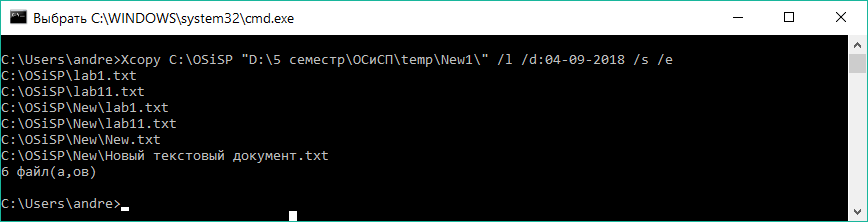 Выбрать C:\WINDOWS\system32\cmd.exe
C:\Users\andre>Xcopy C:\OSiSP "D:\5 семестр\ОСиСП\temp\New1\" /l /d:04-09-2018 /s /e
C:\OSiSP\lab1.txt
C:\OSiSP\lab11.txt
C:\OSiSP\New\lab1.txt
C:\OSiSP\New\lab11.txt
C:\OSiSP\New\New.txt
C:\OSiSP\New\Новый текстовый документ.txt
6 файл(а,ов)
C:\Users\andre>